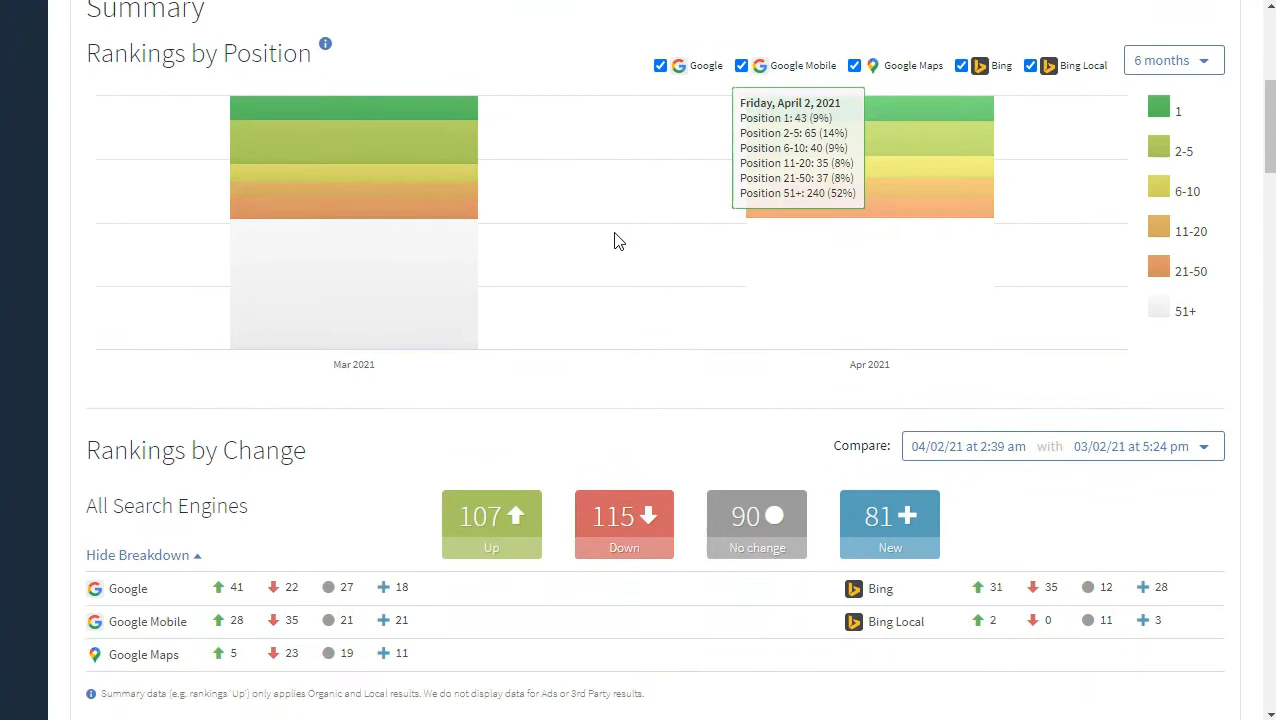 Summary
Rankings by Position
Google
Google Mobile
Google Maps
Bing
Bing Local
6 months
Friday, April 2, 2021
Position 1: 43 (9%)
Position 2-5: 65 (14%)
Position 6-10: 40 (9%)
Position 11-20: 35 (8%)
Position 21-50: 37 (8%)
Position 51+: 240 (52%)
1
2-5
6-10
11-20
21-50
51+
Mar 2021
Apr 2021
Rankings by Change
Compare: 04/02/21 at 2:39 am with 03/02/21 at 5:24 pm
All Search Engines
107
Up
115
Down
90
No change
81
New
Hide Breakdown
Google 41 22 27 18
Bing 31 35 12 28
Google Mobile 28 35 21 21
Bing Local 2 0 11 3
Google Maps 5 23 19 11
Summary data (e.g. rankings 'Up') only applies Organic and Local results. We do not display data for Ads or 3rd Party results.